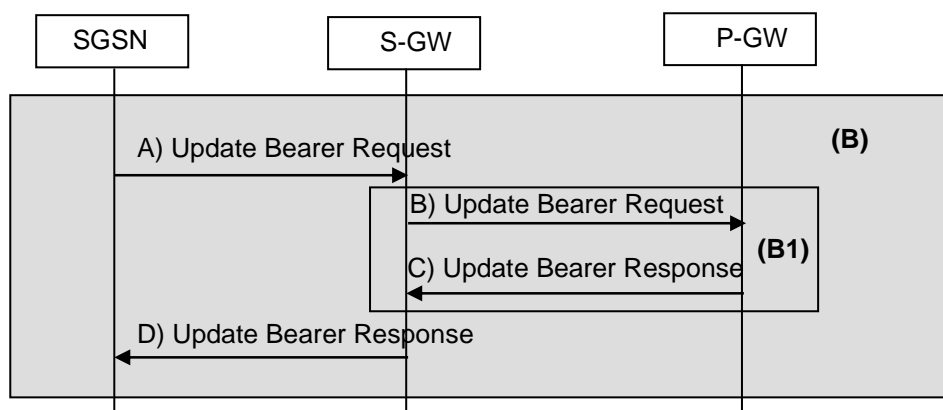 SGSN
S-GW
P-GW
(B)
A) Update Bearer Request
B) Update Bearer Request
(B1)
C) Update Bearer Response
D) Update Bearer Response